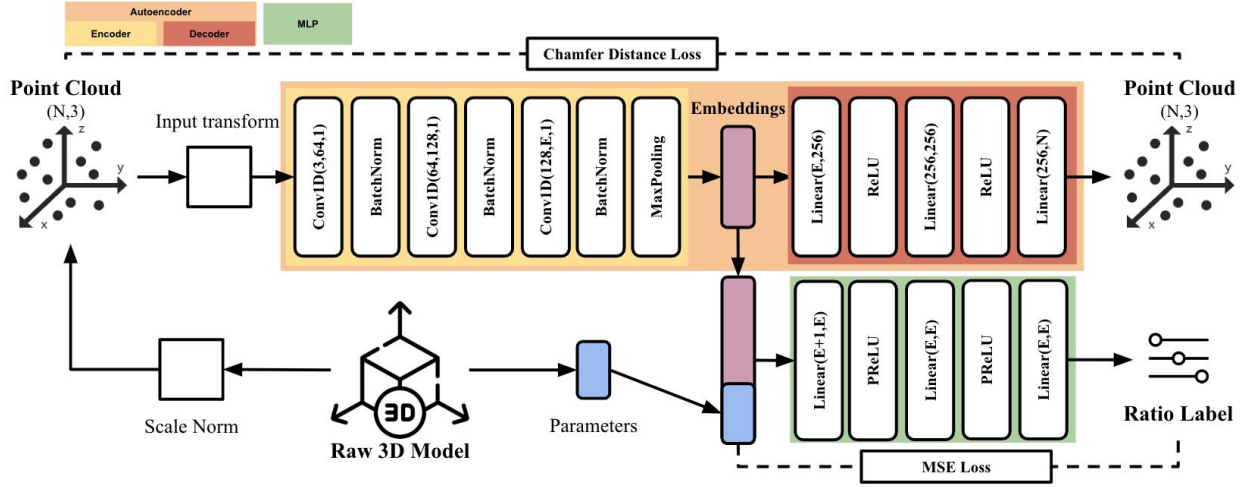 Autoencoder
Encoder
Decoder
MLP
Chamfer Distance Loss
Point Cloud
(N,3)
z
y
x
Input transform
Conv1D(3,64,1)
BatchNorm
Conv1D(64,128,1)
BatchNorm
Conv1D(128,E,1)
BatchNorm
MaxPooling
Embeddings
Linear(E,256)
ReLU
Linear(256,256)
ReLU
Linear(256,N)
Point Cloud
(N,3)
z
y
x
Scale Norm
3D
Raw 3D Model
Parameters
Linear(E+1,E)
PReLU
Linear(E,E)
PReLU
Linear(E,E)
Ratio Label
MSE Loss